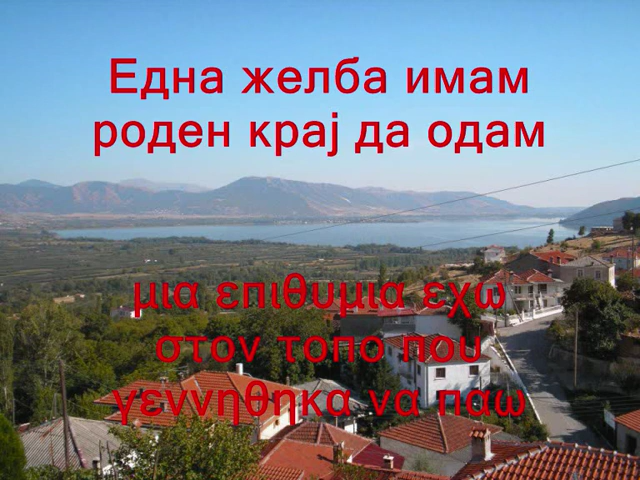 Една желба имам
роден крај да одам
μια επιθυμια εχω
στον τοπο που
γεννηθηκα να παω